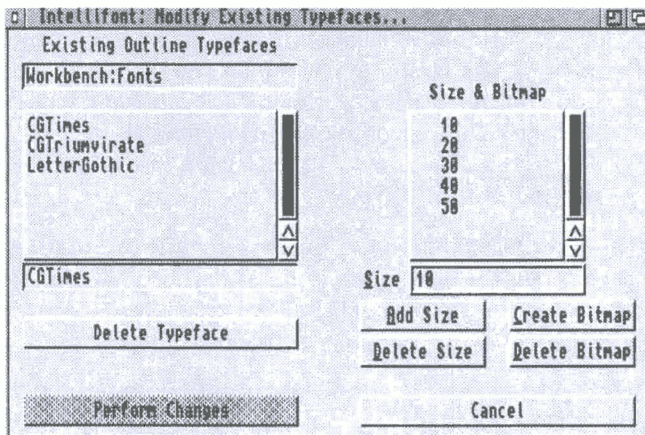 Intellifont: Modify Existing Typefaces...
Existing Outline Typefaces
Workbench:Fonts
CGTimes
CGTriumvirate
LetterGothic
CGTimes
Delete Typeface
Perform Changes
Size & Bitmap
10
20
30
40
50
Size 10
Add Size Create Bitmap
Delete Size Delete Bitmap
Cancel